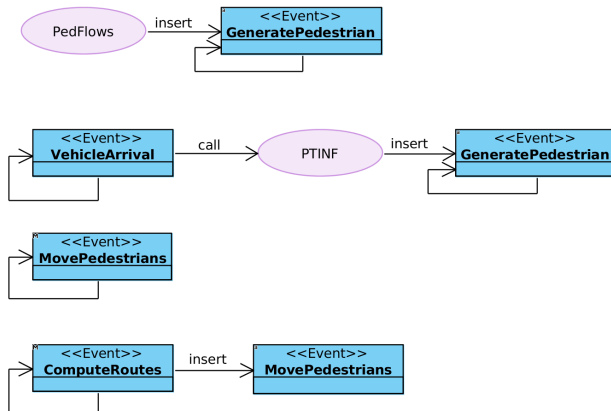 PedFlows
insert
<<Event>>
GeneratePedestrian
<<Event>>
VehicleArrival
call
PTINF
insert
<<Event>>
GeneratePedestrian
<<Event>>
MovePedestrians
<<Event>>
ComputeRoutes
insert
<<Event>>
MovePedestrians